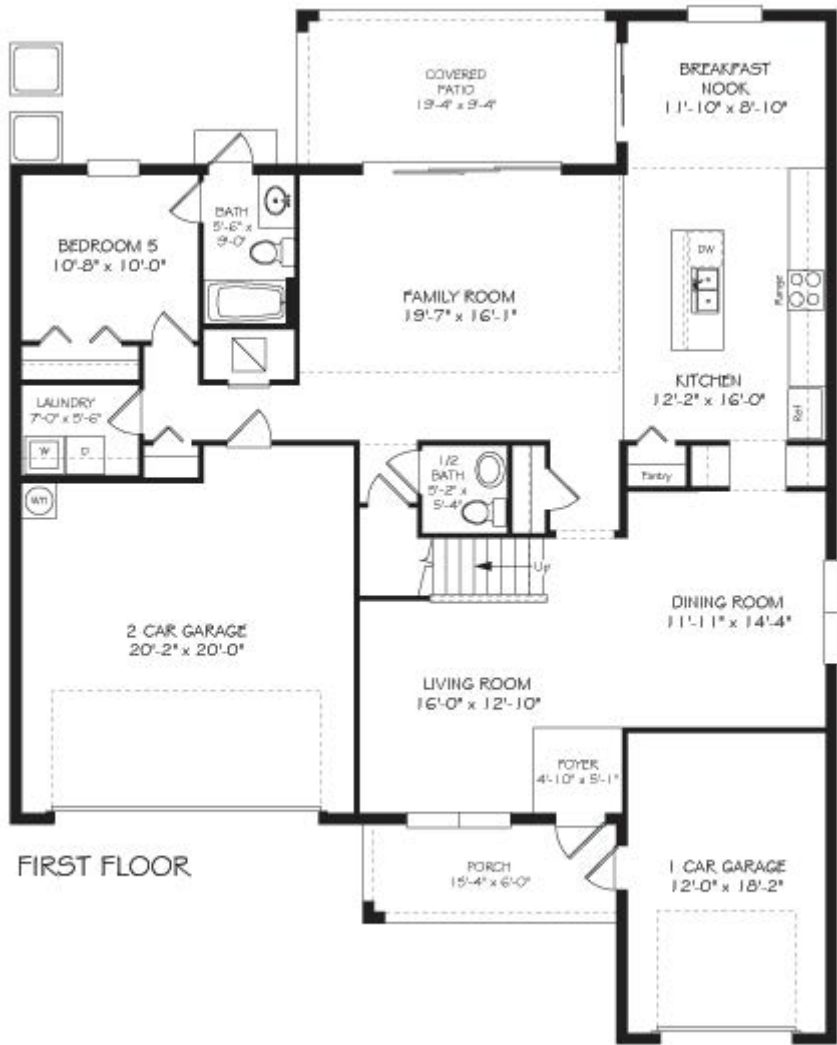 COVERED
PATIO
19'-4" x 9'-4"
BREAKFAST
NOOK
11'-10" x 8'-10"
BATH
5'-6" x
9'-0"
BEDROOM 5
10'-8" x 10'-0"
DW
Range
FAMILY ROOM
19'-7" x 16'-1"
KITCHEN
12'-2" x 16'-0"
Ref
LAUNDRY
7'-0" x 5'-6"
W
D
1/2
BATH
5'-2" x
5'-4"
Pantry
WH
Up
DINING ROOM
11'-11" x 14'-4"
2 CAR GARAGE
20'-2" x 20'-0"
LIVING ROOM
16'-0" x 12'-10"
FOYER
4'-10" x 5'-1"
FIRST FLOOR
PORCH
15'-4" x 6'-0"
1 CAR GARAGE
12'-0" x 18'-2"